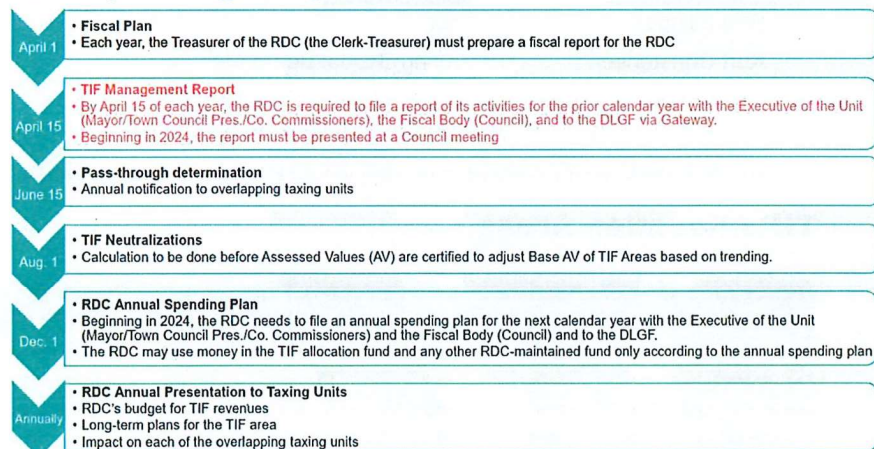 April 1
• Fiscal Plan
• Each year, the Treasurer of the RDC (the Clerk-Treasurer) must prepare a fiscal report for the RDC
April 15
• TIF Management Report
• By April 15 of each year, the RDC is required to file a report of its activities for the prior calendar year with the Executive of the Unit
(Mayor/Town Council Pres./Co. Commissioners), the Fiscal Body (Council), and to the DLGF via Gateway.
• Beginning in 2024, the report must be presented at a Council meeting
June 15
• Pass-through determination
• Annual notification to overlapping taxing units
Aug. 1
• TIF Neutralizations
• Calculation to be done before Assessed Values (AV) are certified to adjust Base AV of TIF Areas based on trending.
Dec. 1
• RDC Annual Spending Plan
• Beginning in 2024, the RDC needs to file an annual spending plan for the next calendar year with the Executive of the Unit
(Mayor/Town Council Pres./Co. Commissioners) and the Fiscal Body (Council) and to the DLGF.
• The RDC may use money in the TIF allocation fund and any other RDC-maintained fund only according to the annual spending plan
Annually
• RDC Annual Presentation to Taxing Units
• RDC's budget for TIF revenues
• Long-term plans for the TIF area
• Impact on each of the overlapping taxing units